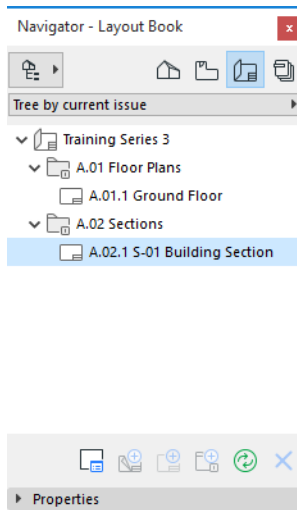 Navigator - Layout Book
x
Tree by current issue
Training Series 3
A.01 Floor Plans
A.01.1 Ground Floor
A.02 Sections
A.02.1 S-01 Building Section
Properties